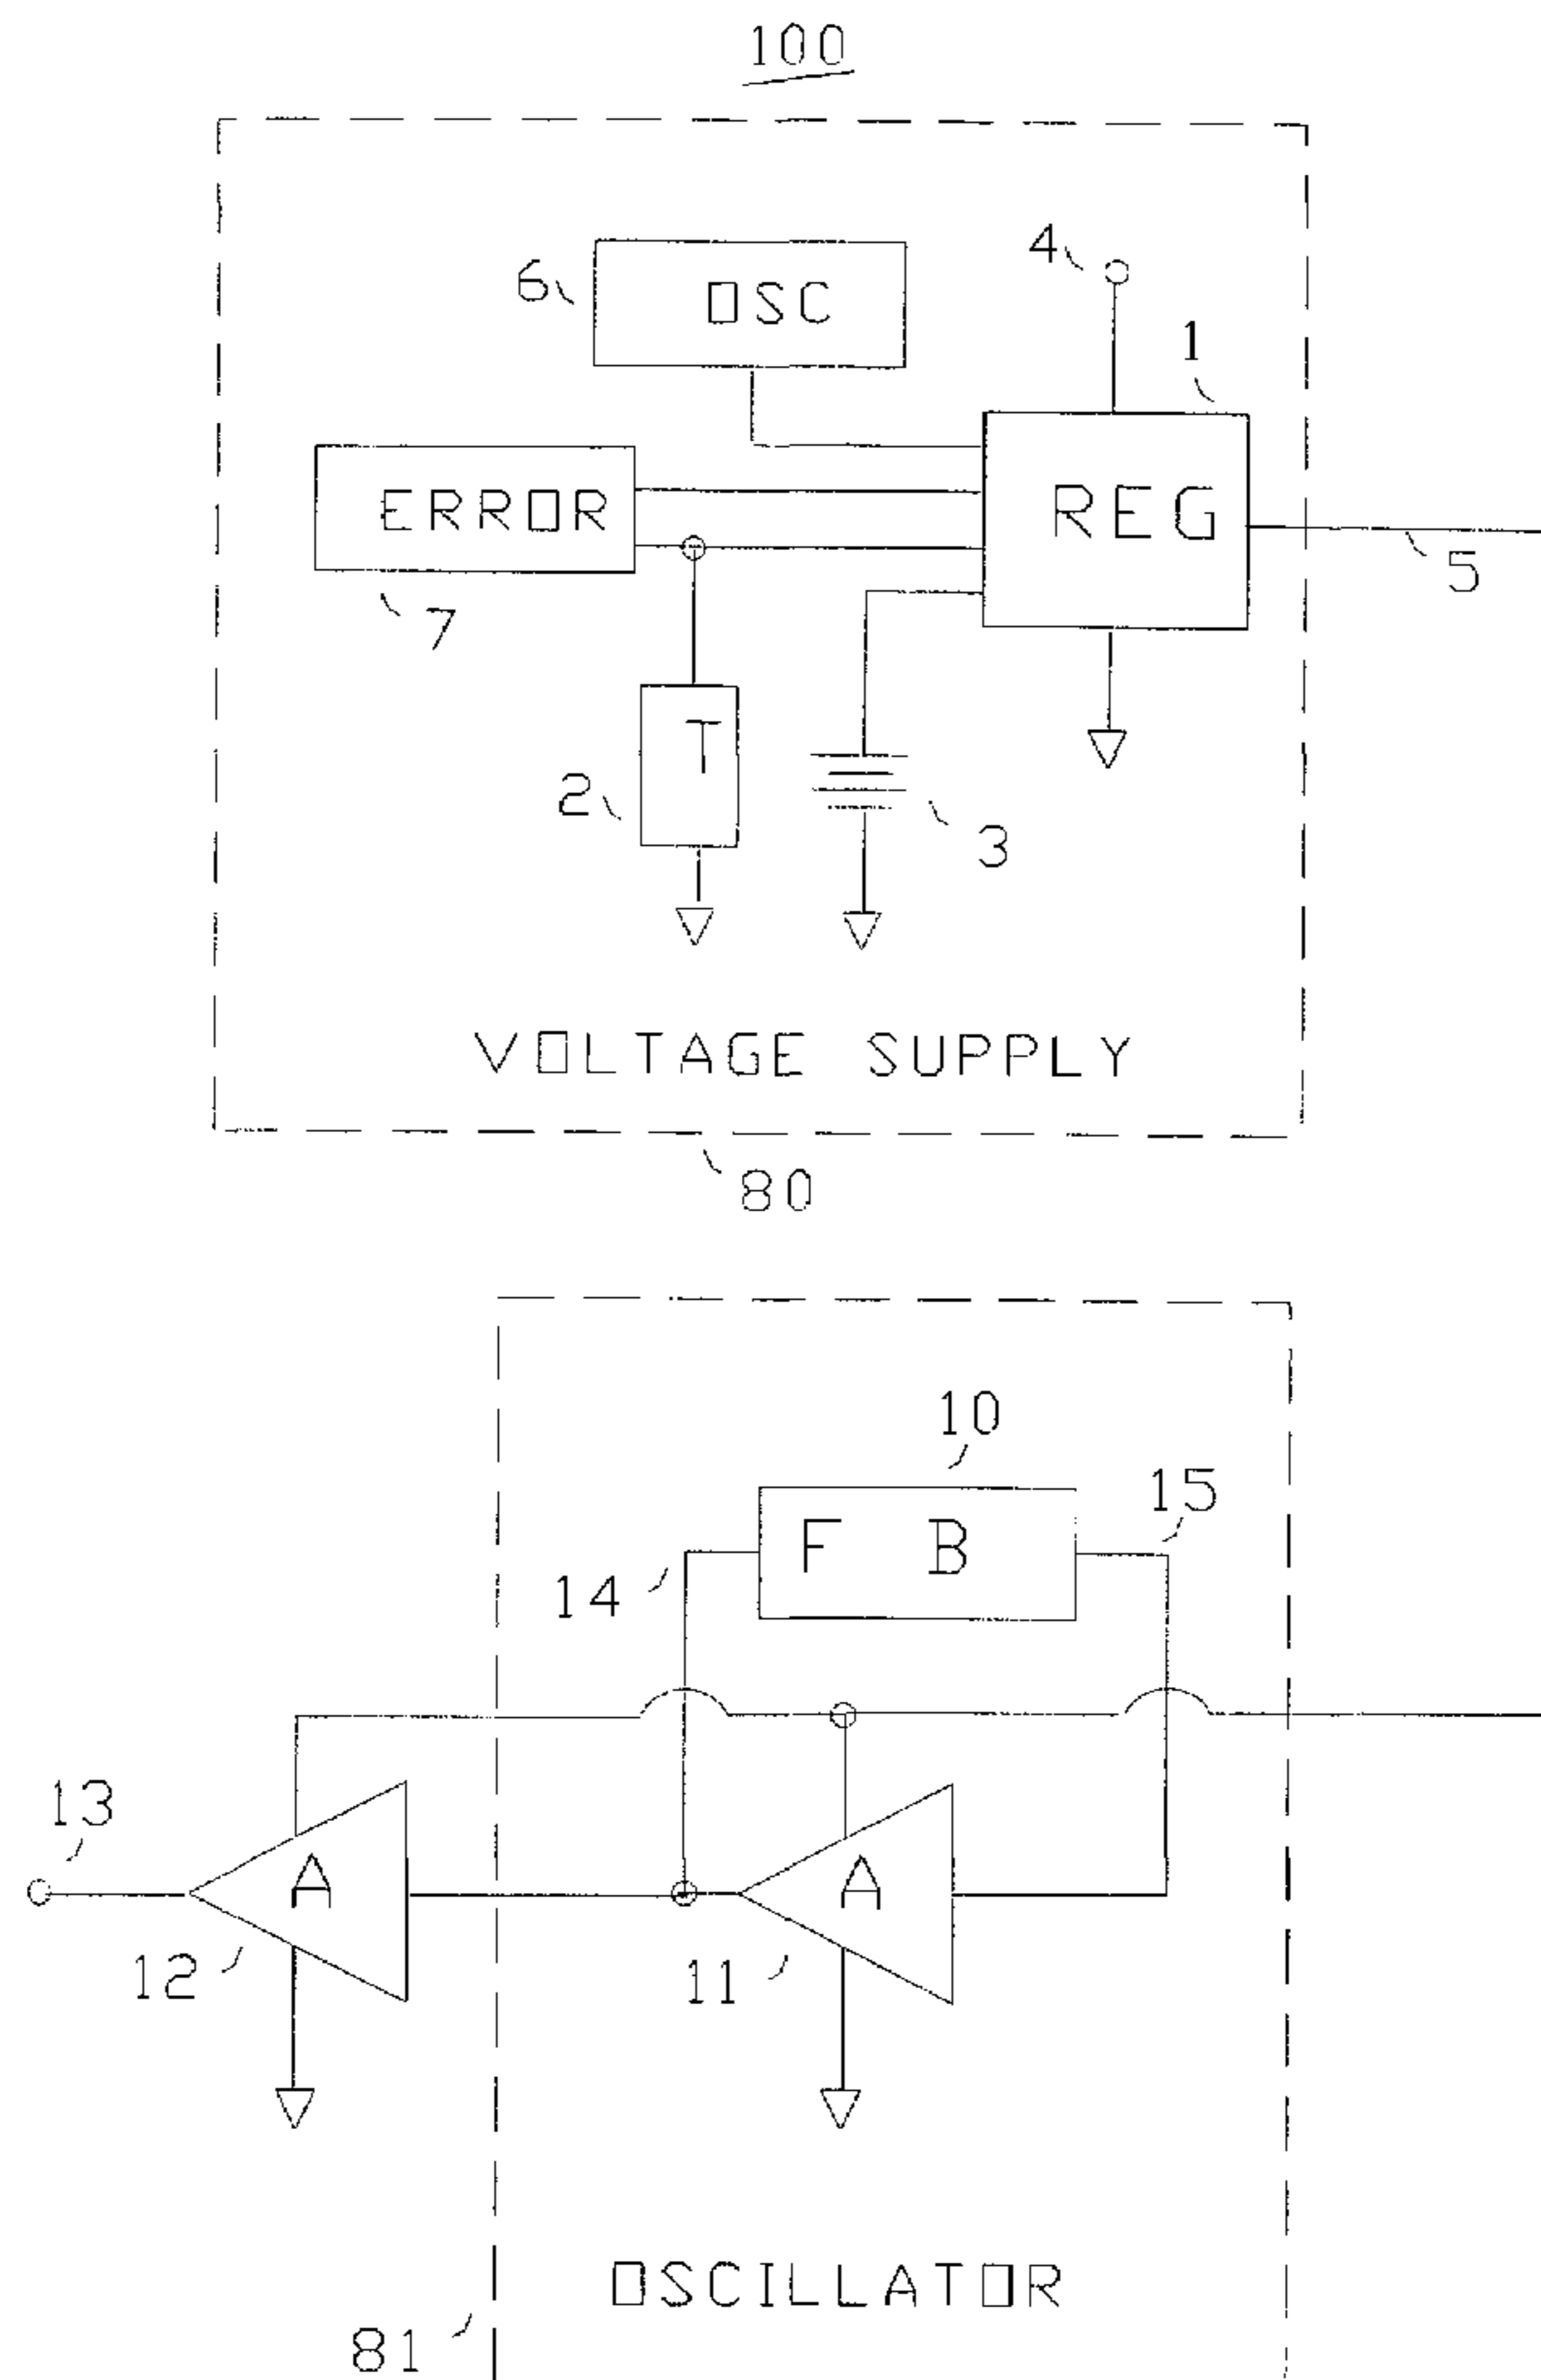 100
4
6
OSC
1
ERROR
REG
5
7
T
2
3
VOLTAGE SUPPLY
80
10
15
F B
14
13
A
A
12
11
OSCILLATOR
81